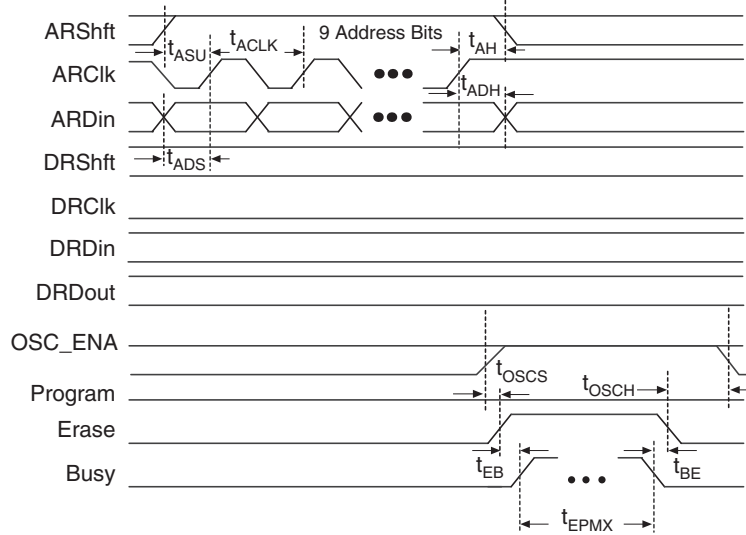 ARShft
9 Address Bits
tASU
tACLK
tAH
ARClk
tADH
ARDin
DRShft
tADS
DRClk
DRDin
DRDout
OSC_ENA
tOSCS
tOSCH
Program
Erase
tEB
tBE
Busy
tEPMX